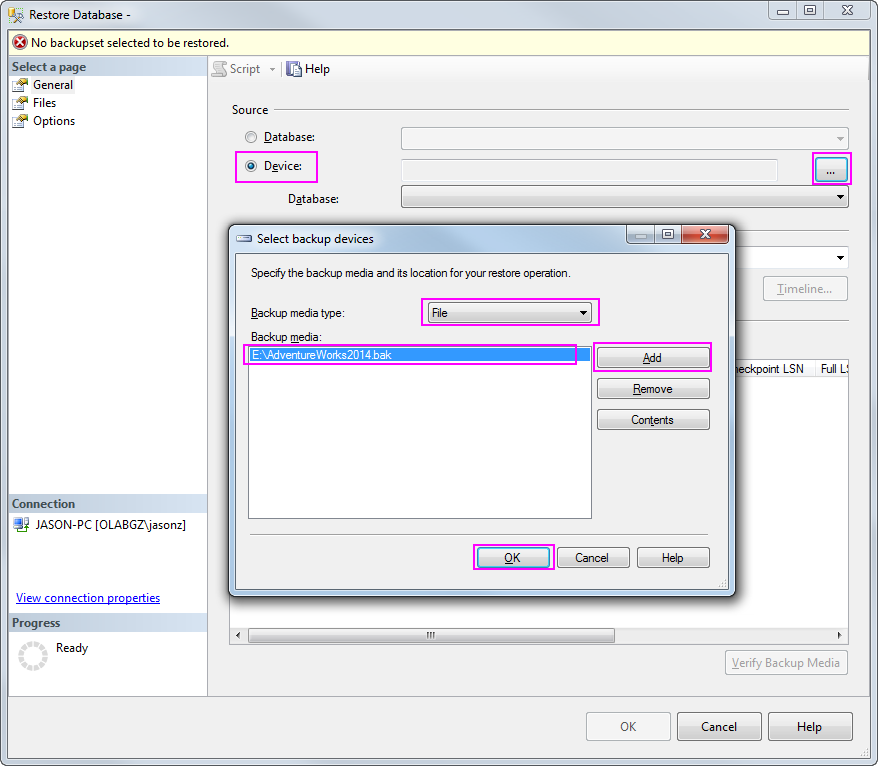 Restore Database -
No backupset selected to be restored.
Select a page
General
Files
Options
Script
Help
Source
Database:
Device:
...
Database:
Timeline...
Select backup devices
Specify the backup media and its location for your restore operation.
Backup media type:
File
Backup media:
E:\AdventureWorks2014.bak
Add
Remove
Contents
OK
Cancel
Help
heckpoint LSN
Full LS
Connection
JASON-PC [OLABGZ\jasonz]
View connection properties
Progress
Ready
Verify Backup Media
OK
Cancel
Help